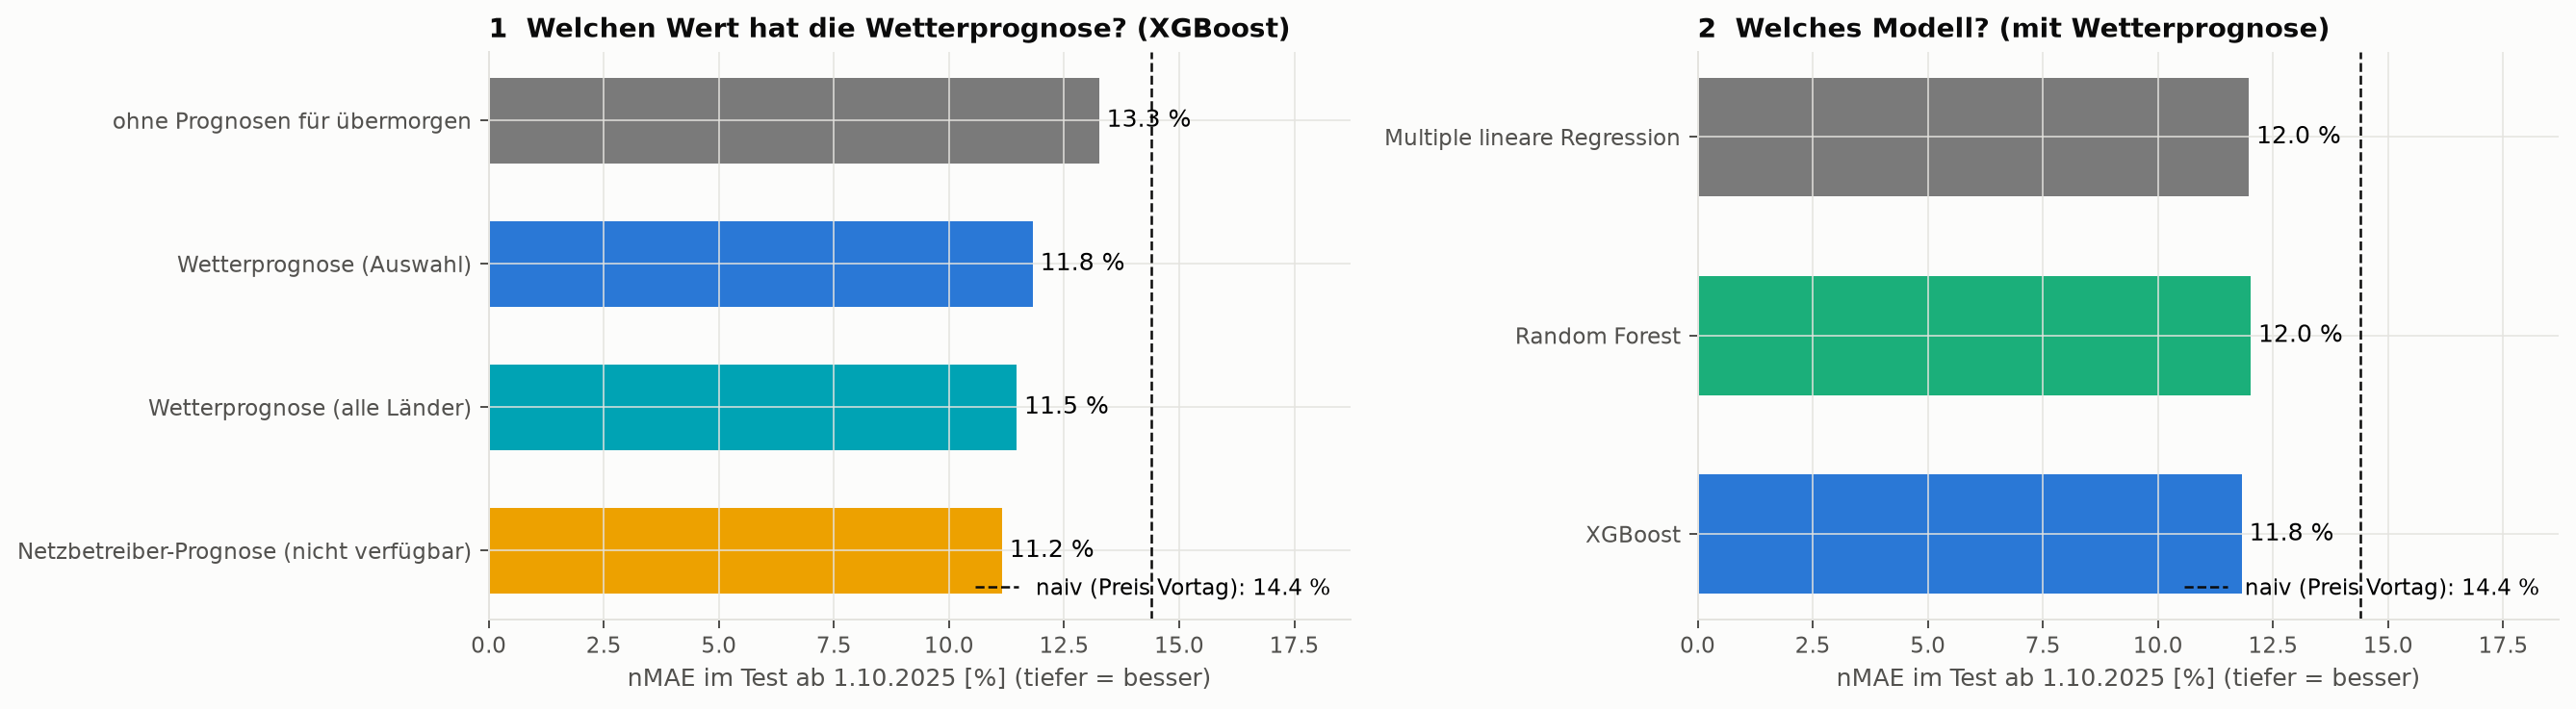 1  Welchen Wert hat die Wetterprognose? (XGBoost)
ohne Prognosen für übermorgen
13.3 %
Wetterprognose (Auswahl)
11.8 %
Wetterprognose (alle Länder)
11.5 %
Netzbetreiber-Prognose (nicht verfügbar)
11.2 %
naiv (Preis Vortag): 14.4 %
0.0 2.5 5.0 7.5 10.0 12.5 15.0 17.5
nMAE im Test ab 1.10.2025 [%] (tiefer = besser)
2  Welches Modell? (mit Wetterprognose)
Multiple lineare Regression
12.0 %
Random Forest
12.0 %
XGBoost
11.8 %
naiv (Preis Vortag): 14.4 %
0.0 2.5 5.0 7.5 10.0 12.5 15.0 17.5
nMAE im Test ab 1.10.2025 [%] (tiefer = besser)